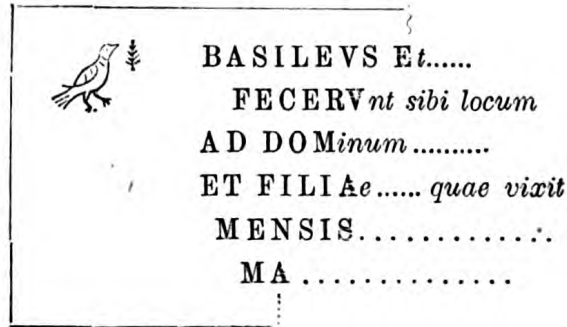 BASILEVS Et......
FECERVnt sibi locum
AD DOMinum ..........
ET FILIAe ...... quae vixit
MENSIS..............
MA ..............